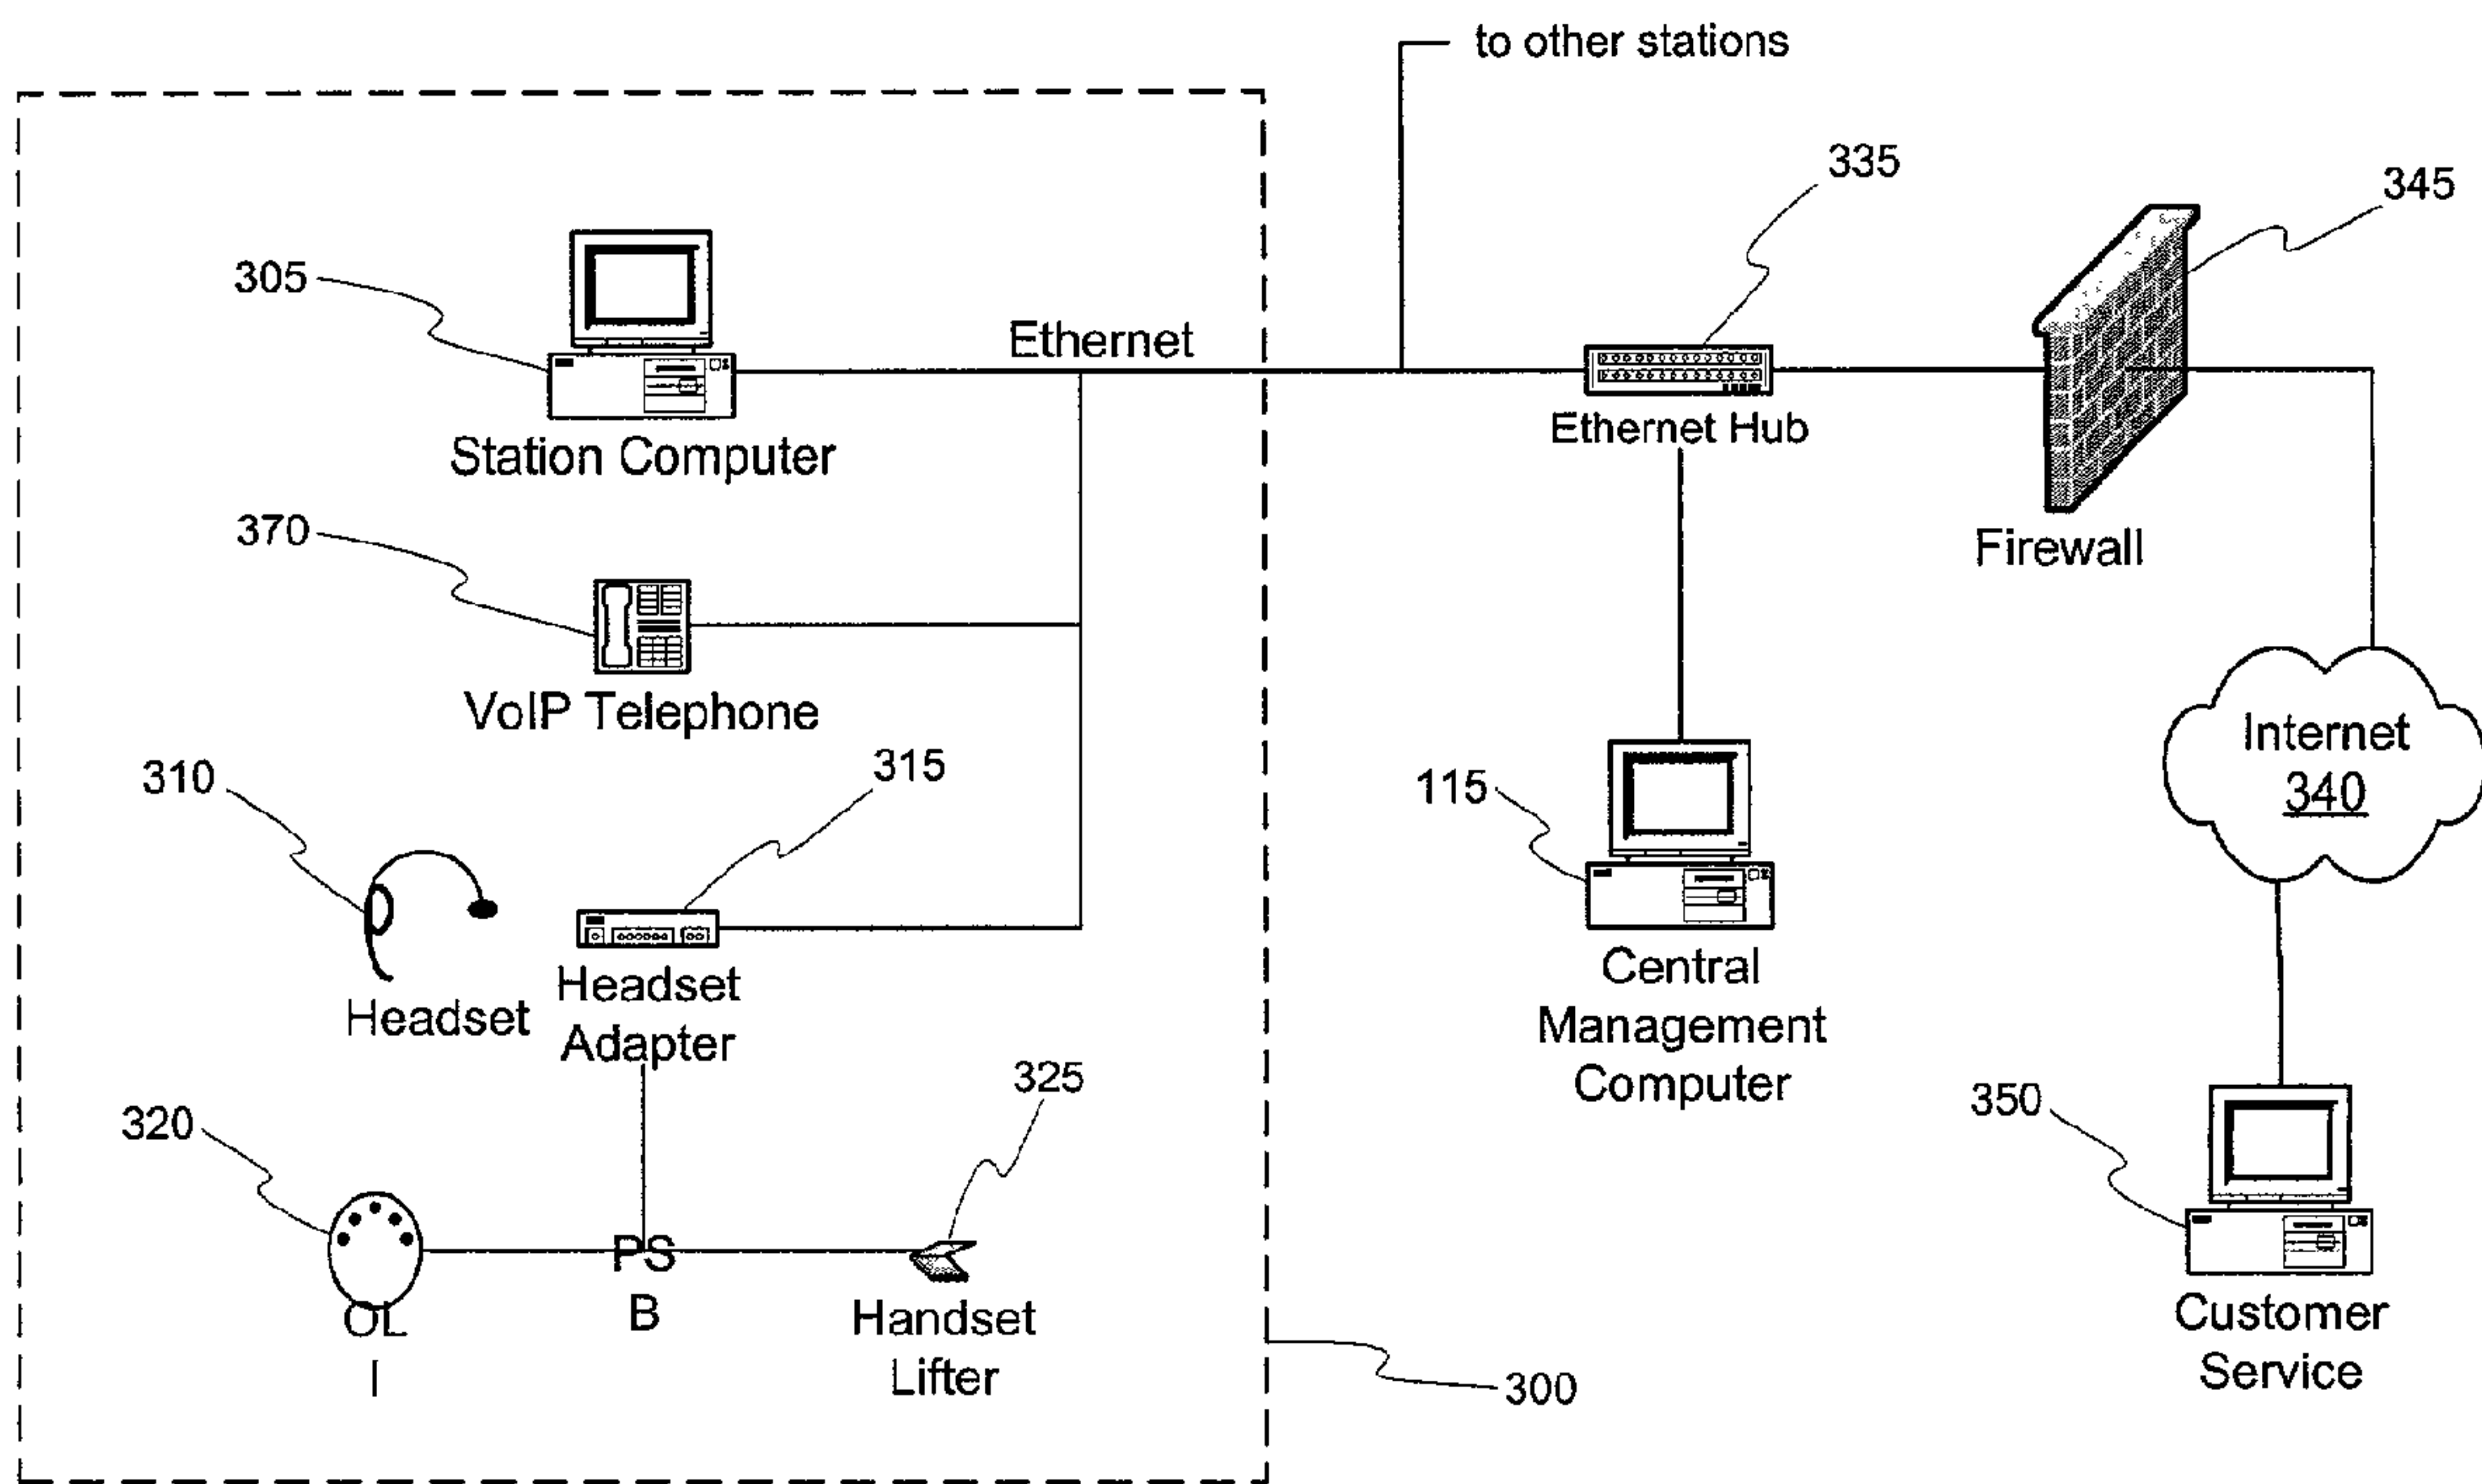 to other stations
335
345
305
Ethernet
Station Computer
Ethernet Hub
Firewall
370
VoIP Telephone
Internet
340
310
315
115
Headset
Headset
Adapter
Central
Management
Computer
320
325
350
PS
B
OL
I
Handset
Lifter
Customer
Service
300